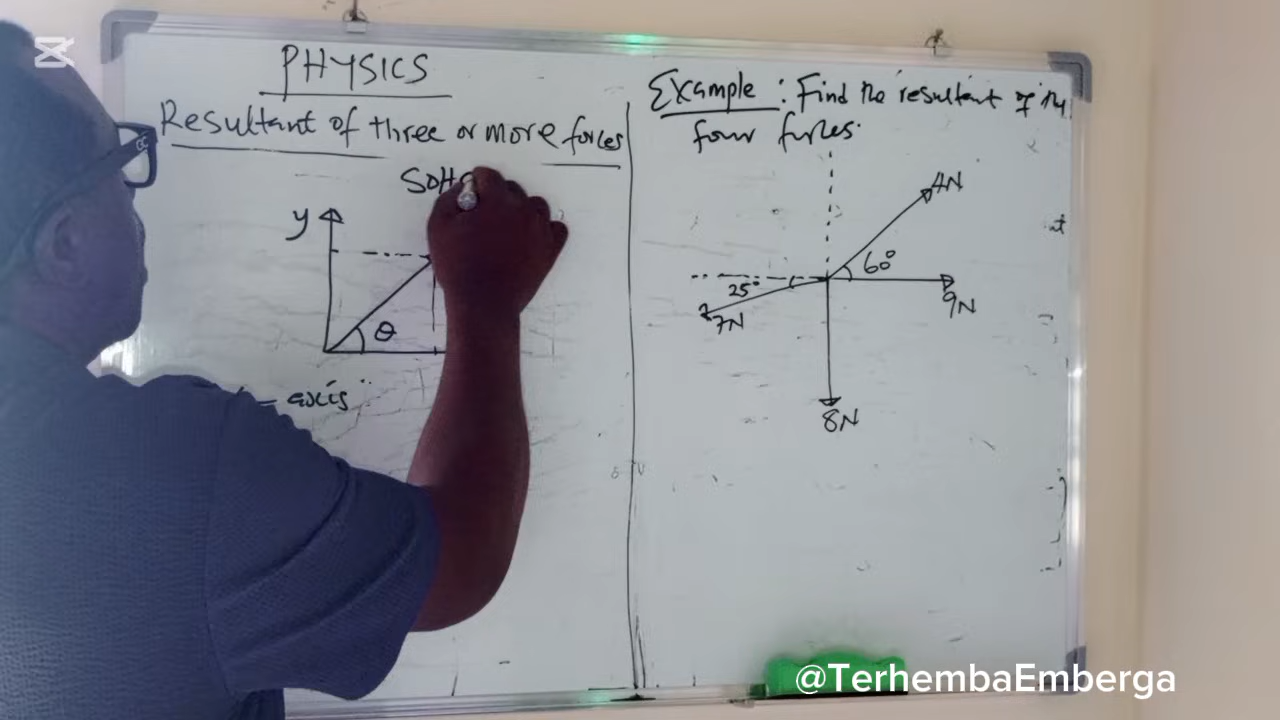 PHYSICS
Resultant of three or more forces
SOH
y
θ
axis
Example: Find the resultant of the
four forces.
4N
60°
25°
7N
9N
8N
@TerhembaEmberga